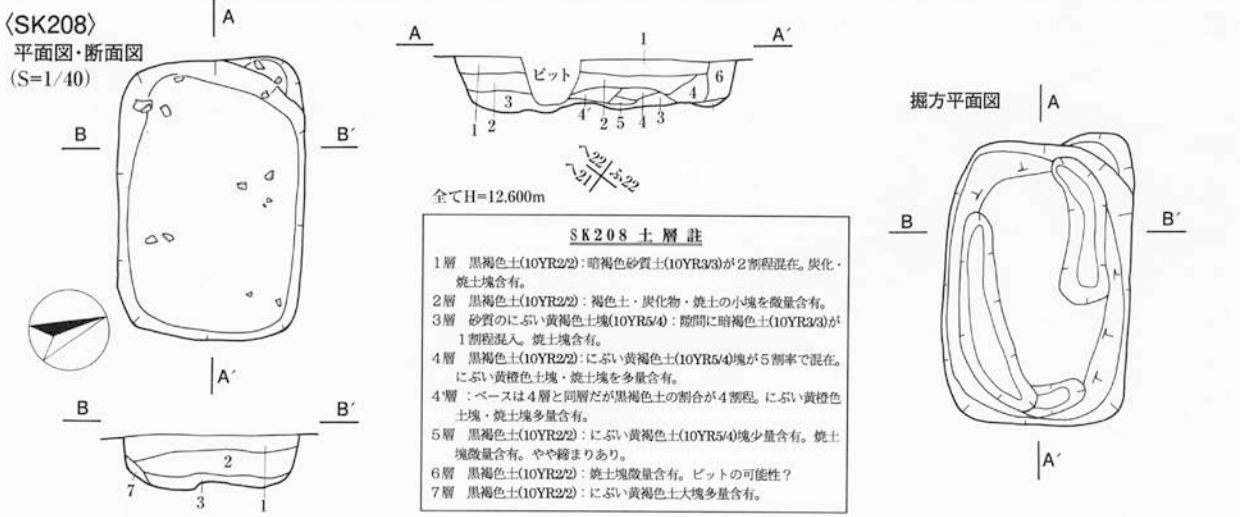 〈SK208〉
平面図・断面図
(S=1/40)
A
B
B′
A′
B
B′
2
7
3
1
A
A′
1
ピット
6
3
4
1
2
4′
2
5
4
3
へ22
ふ22
へ21
全てH=12.600m
SK208 土層註
1層 黒褐色土(10YR2/2)：暗褐色砂質土(10YR3/3)が2割程混在。炭化・
焼土塊含有。
2層 黒褐色土(10YR2/2)：褐色土・炭化物・焼土の小塊を微量含有。
3層 砂質のにぶい黄褐色土塊(10YR5/4)：隙間に暗褐色土(10YR3/3)が
1割程混入。焼土塊含有。
4層 黒褐色土(10YR2/2)：にぶい黄褐色土(10YR5/4)塊が5割率で混在。
にぶい黄橙色土塊・焼土塊を多量含有。
4′層：ベースは4層と同層だが黒褐色土の割合が4割程。にぶい黄橙色
土塊・焼土塊多量含有。
5層 黒褐色土(10YR2/2)：にぶい黄褐色土(10YR5/4)塊少量含有。焼土
塊微量含有。やや締まりあり。
6層 黒褐色土(10YR2/2)：焼土塊微量含有。ピットの可能性？
7層 黒褐色土(10YR2/2)：にぶい黄褐色土大塊多量含有。
掘方平面図
A
B
B′
A′